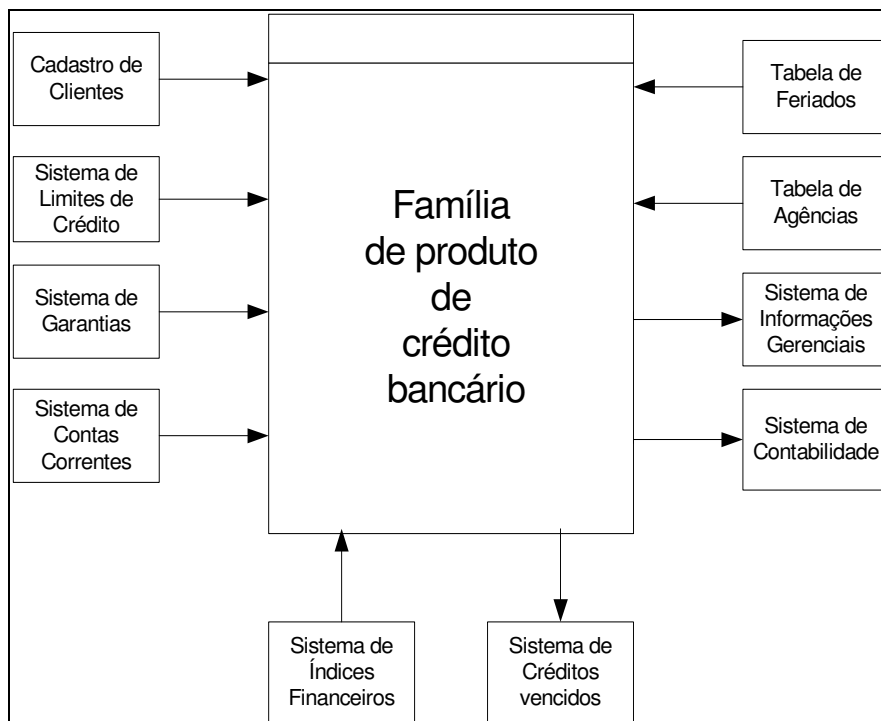 Cadastro de
Clientes
Sistema de
Limites de
Crédito
Sistema de
Garantias
Sistema de
Contas
Correntes
Família
de produto
de
crédito
bancário
Tabela de
Feriados
Tabela de
Agências
Sistema de
Informações
Gerenciais
Sistema de
Contabilidade
Sistema de
Índices
Financeiros
Sistema de
Créditos
vencidos